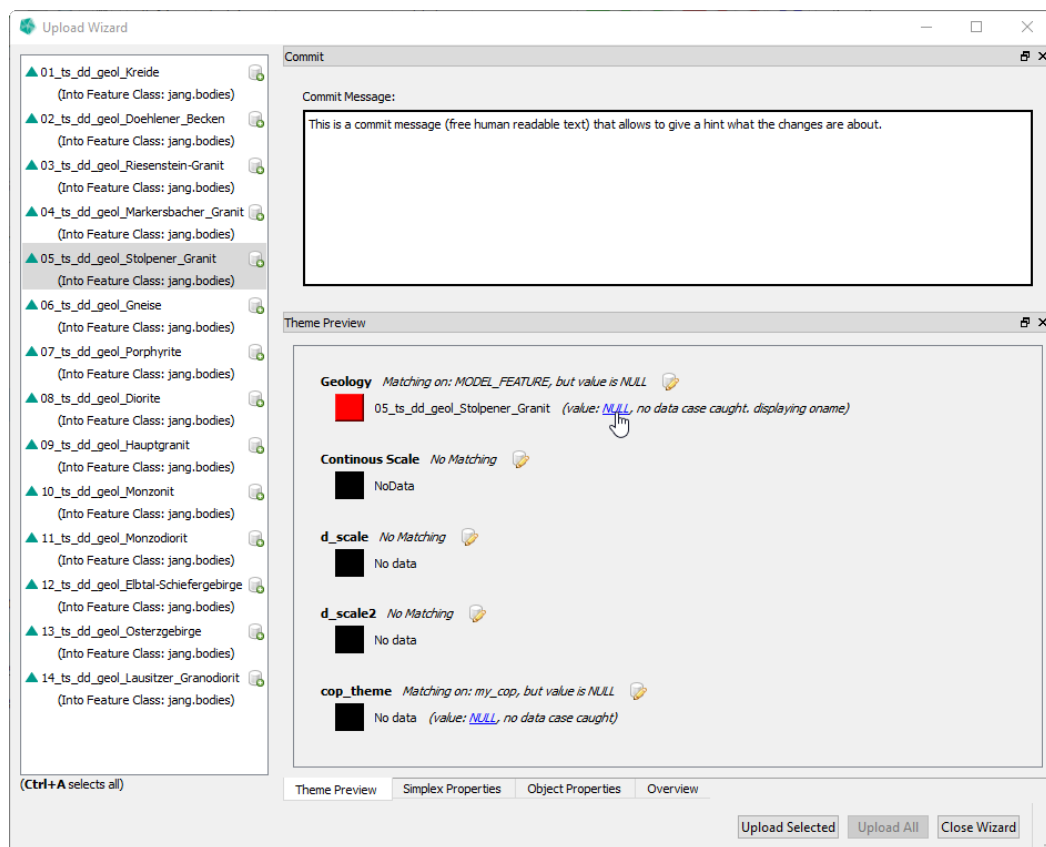 Upload Wizard
01_ts_dd_geol_Kreide
(Into Feature Class: jang.bodies)
02_ts_dd_geol_Doehlener_Becken
(Into Feature Class: jang.bodies)
03_ts_dd_geol_Riesenstein-Granit
(Into Feature Class: jang.bodies)
04_ts_dd_geol_Markersbacher_Granit
(Into Feature Class: jang.bodies)
05_ts_dd_geol_Stolpener_Granit
(Into Feature Class: jang.bodies)
06_ts_dd_geol_Gneise
(Into Feature Class: jang.bodies)
07_ts_dd_geol_Porphyrite
(Into Feature Class: jang.bodies)
08_ts_dd_geol_Diorite
(Into Feature Class: jang.bodies)
09_ts_dd_geol_Hauptgranit
(Into Feature Class: jang.bodies)
10_ts_dd_geol_Monzonit
(Into Feature Class: jang.bodies)
11_ts_dd_geol_Monzodiorit
(Into Feature Class: jang.bodies)
12_ts_dd_geol_Elbtal-Schiefergebirge
(Into Feature Class: jang.bodies)
13_ts_dd_geol_Osterzgebirge
(Into Feature Class: jang.bodies)
14_ts_dd_geol_Lausitzer_Granodiorit
(Into Feature Class: jang.bodies)
(Ctrl+A selects all)
Commit
Commit Message:
This is a commit message (free human readable text) that allows to give a hint what the changes are about.
Theme Preview
Geology Matching on: MODEL_FEATURE, but value is NULL
05_ts_dd_geol_Stolpener_Granit (value: NULL, no data case caught. displaying oname)
Continous Scale No Matching
NoData
d_scale No Matching
No data
d_scale2 No Matching
No data
cop_theme Matching on: my_cop, but value is NULL
No data (value: NULL, no data case caught)
Theme Preview Simplex Properties Object Properties Overview
Upload Selected Upload All Close Wizard